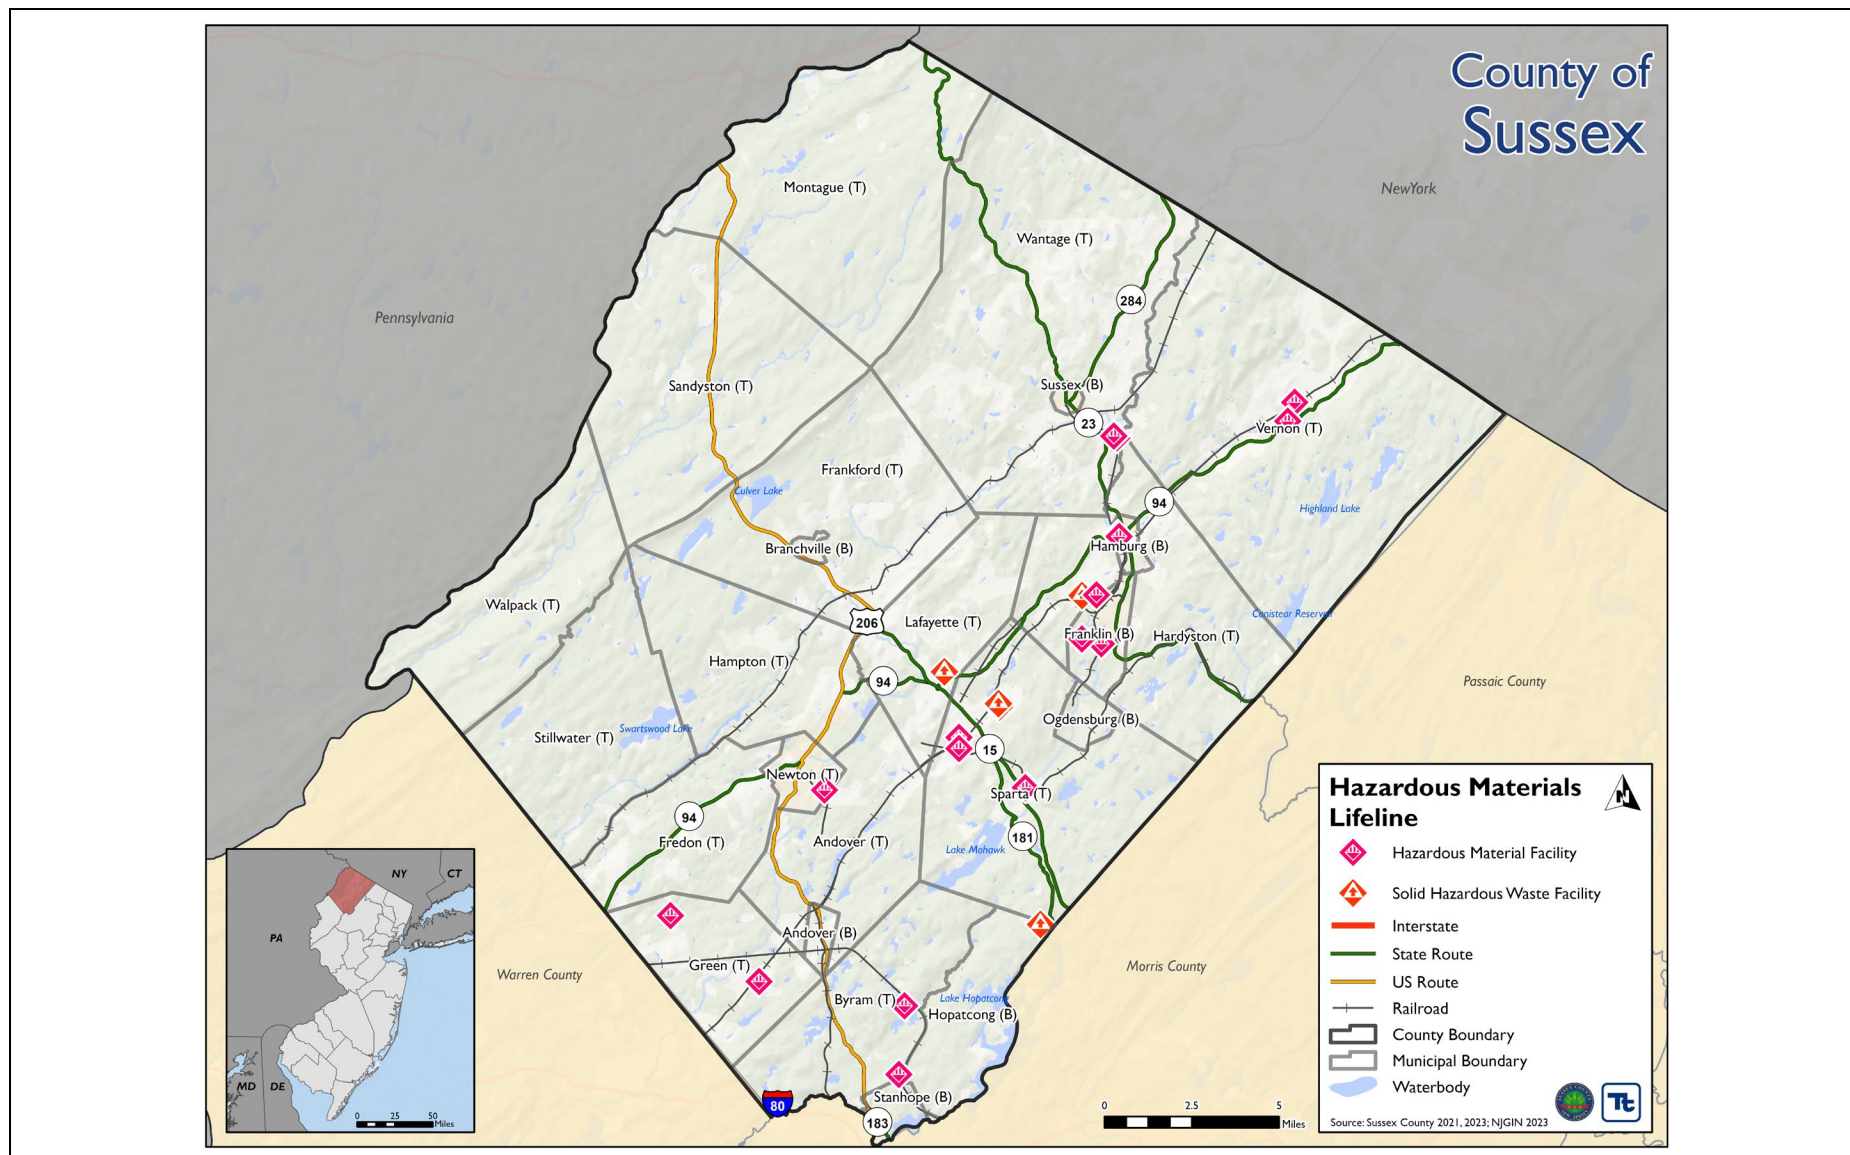 County of
Sussex
NewYork
Pennsylvania
Montague (T)
Wantage (T)
284
Sandyston (T)
Sussex (B)
23
Vernon (T)
Frankford (T)
Culver Lake
94
Highland Lake
Branchville (B)
Hamburg (B)
Walpack (T)
206
Lafayette (T)
Canistear Reservoir
Franklin (B)
Hardyston (T)
Hampton (T)
94
Passaic County
Ogdensburg (B)
Swartswood Lake
Stillwater (T)
15
Newton (T)
Sparta (T)
94
181
Fredon (T)
Andover (T)
Lake Mohawk
Andover (B)
Green (T)
Warren County
Morris County
Byram (T)
Lake Hopatcong
Hopatcong (B)
Stanhope (B)
80
183
NY
CT
PA
MD
DE
0 25 50
Miles
0 2.5 5
Miles
Hazardous Materials
Lifeline
N
Hazardous Material Facility
Solid Hazardous Waste Facility
Interstate
State Route
US Route
Railroad
County Boundary
Municipal Boundary
Waterbody
Source: Sussex County 2021, 2023; NJGIN 2023
Tt